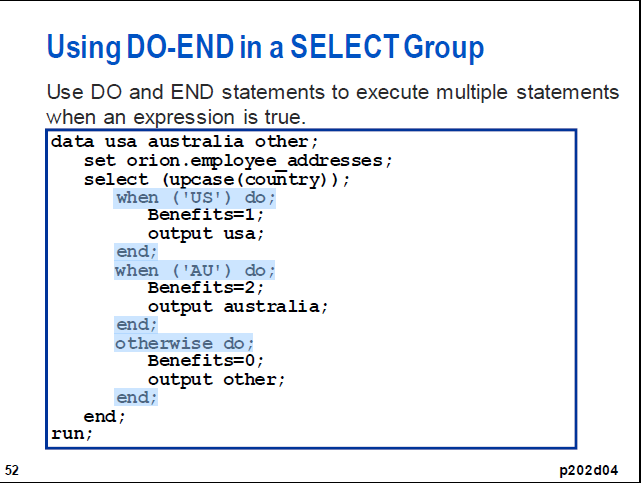 Using DO-END in a SELECT Group
Use DO and END statements to execute multiple statements
when an expression is true.
data usa australia other;
   set orion.employee_addresses;
   select (upcase(country));
      when ('US') do;
         Benefits=1;
         output usa;
      end;
      when ('AU') do;
         Benefits=2;
         output australia;
      end;
      otherwise do;
         Benefits=0;
         output other;
      end;
   end;
run;
52
p202d04